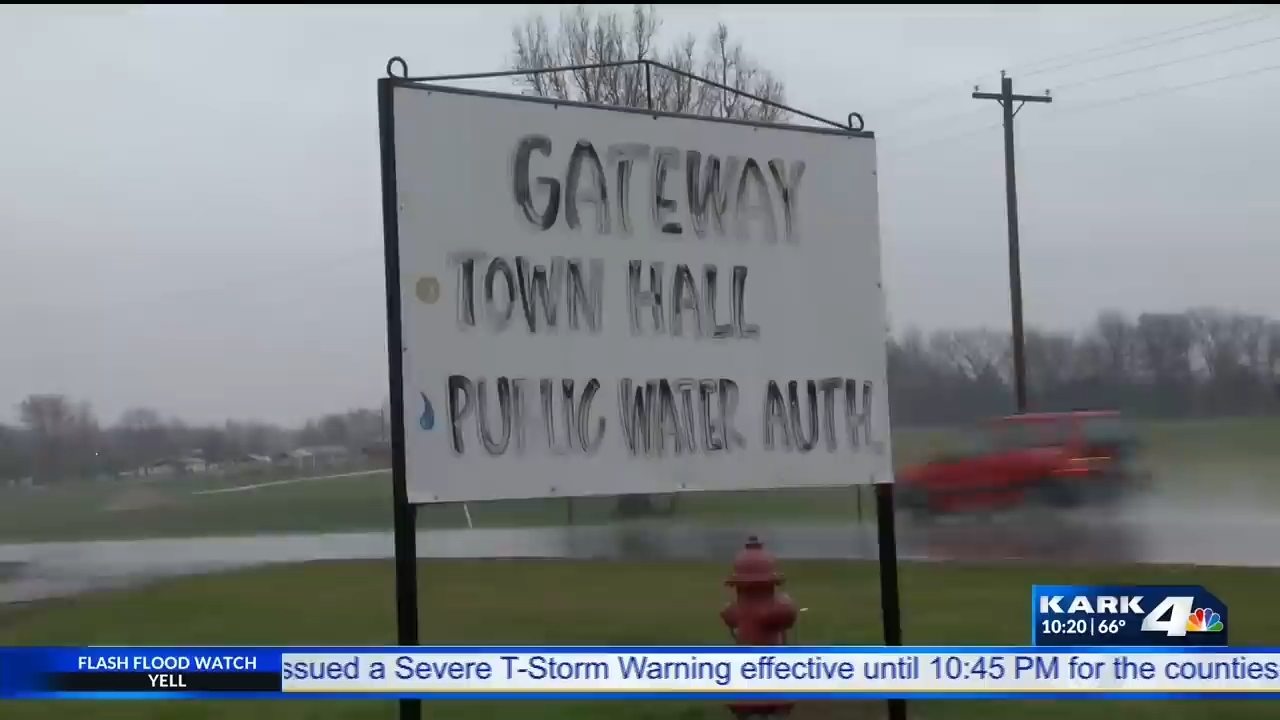 GATEWAY
TOWN HALL
PUBLIC WATER AUTH.
KARK 4
10:20 66°
FLASH FLOOD WATCH
YELL
ssued a Severe T-Storm Warning effective until 10:45 PM for the counties